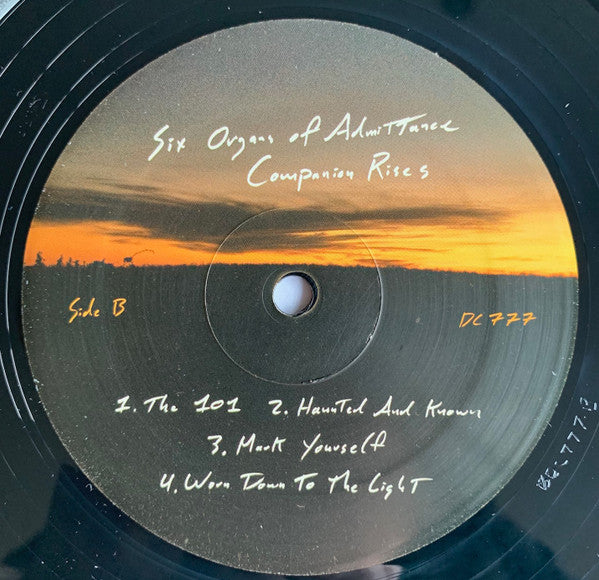 Six Organs of Admittance
Companion Rises
Side B
DC 777
1. The 101 2. Haunted And Known
3. Mark Yourself
4. Worn Down To The Light